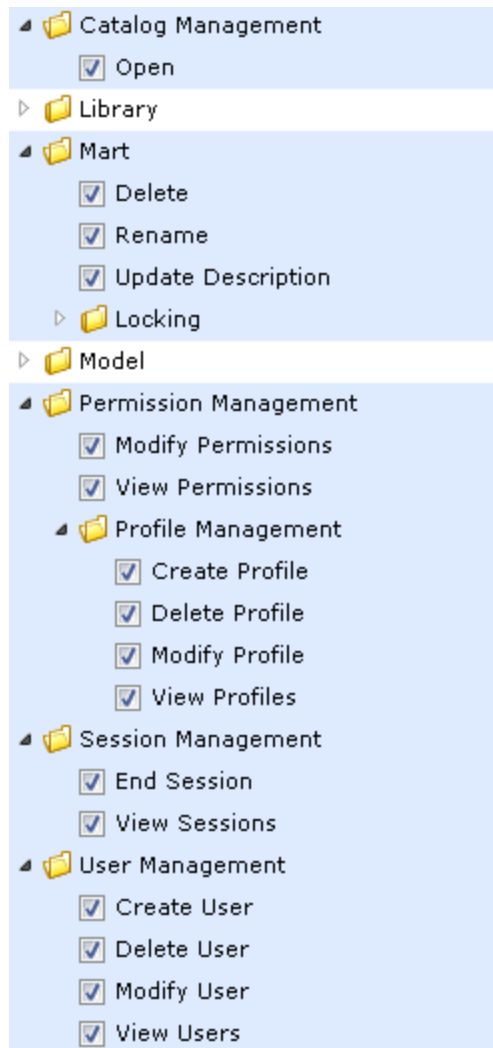 Catalog Management
Open
Library
Mart
Delete
Rename
Update Description
Locking
Model
Permission Management
Modify Permissions
View Permissions
Profile Management
Create Profile
Delete Profile
Modify Profile
View Profiles
Session Management
End Session
View Sessions
User Management
Create User
Delete User
Modify User
View Users